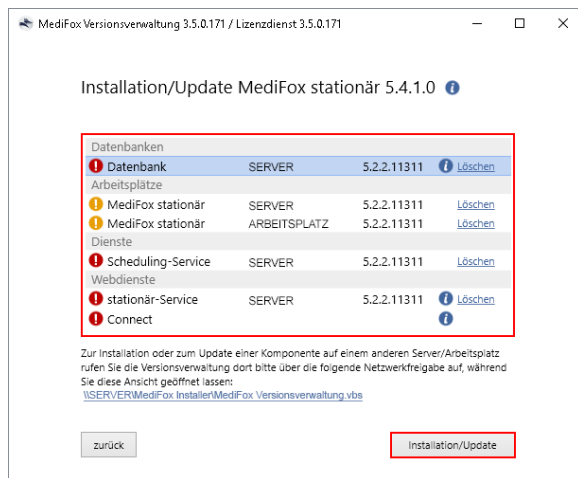 MediFox Versionsverwaltung 3.5.0.171 / Lizenzdienst 3.5.0.171
Installation/Update MediFox stationär 5.4.1.0
Datenbanken
Datenbank SERVER 5.2.2.11311 Löschen
Arbeitsplätze
MediFox stationär SERVER 5.2.2.11311 Löschen
MediFox stationär ARBEITSPLATZ 5.2.2.11311 Löschen
Dienste
Scheduling-Service SERVER 5.2.2.11311 Löschen
Webdienste
stationär-Service SERVER 5.2.2.11311 Löschen
Connect
Zur Installation oder zum Update einer Komponente auf einem anderen Server/Arbeitsplatz
rufen Sie die Versionsverwaltung dort bitte über die folgende Netzwerkfreigabe auf, während
Sie diese Ansicht geöffnet lassen:
\\SERVER\MediFox Installer\MediFox Versionsverwaltung.vbs
zurück Installation/Update